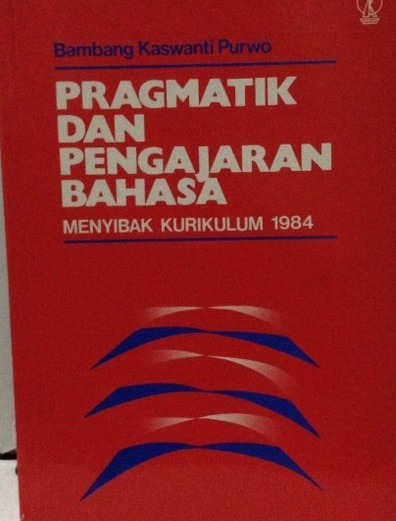 Bambang Kaswanti Purwo
PRAGMATIK
DAN
PENGAJARAN
BAHASA
MENYIBAK KURIKULUM 1984